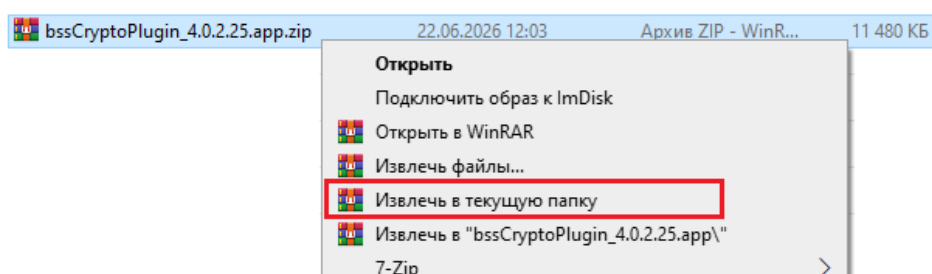 bssCryptoPlugin_4.0.2.25.app.zip 22.06.2026 12:03 Архив ZIP - WinR... 11 480 КБ
Открыть
Подключить образ к ImDisk
Открыть в WinRAR
Извлечь файлы...
Извлечь в текущую папку
Извлечь в "bssCryptoPlugin_4.0.2.25.app\"
7-Zip